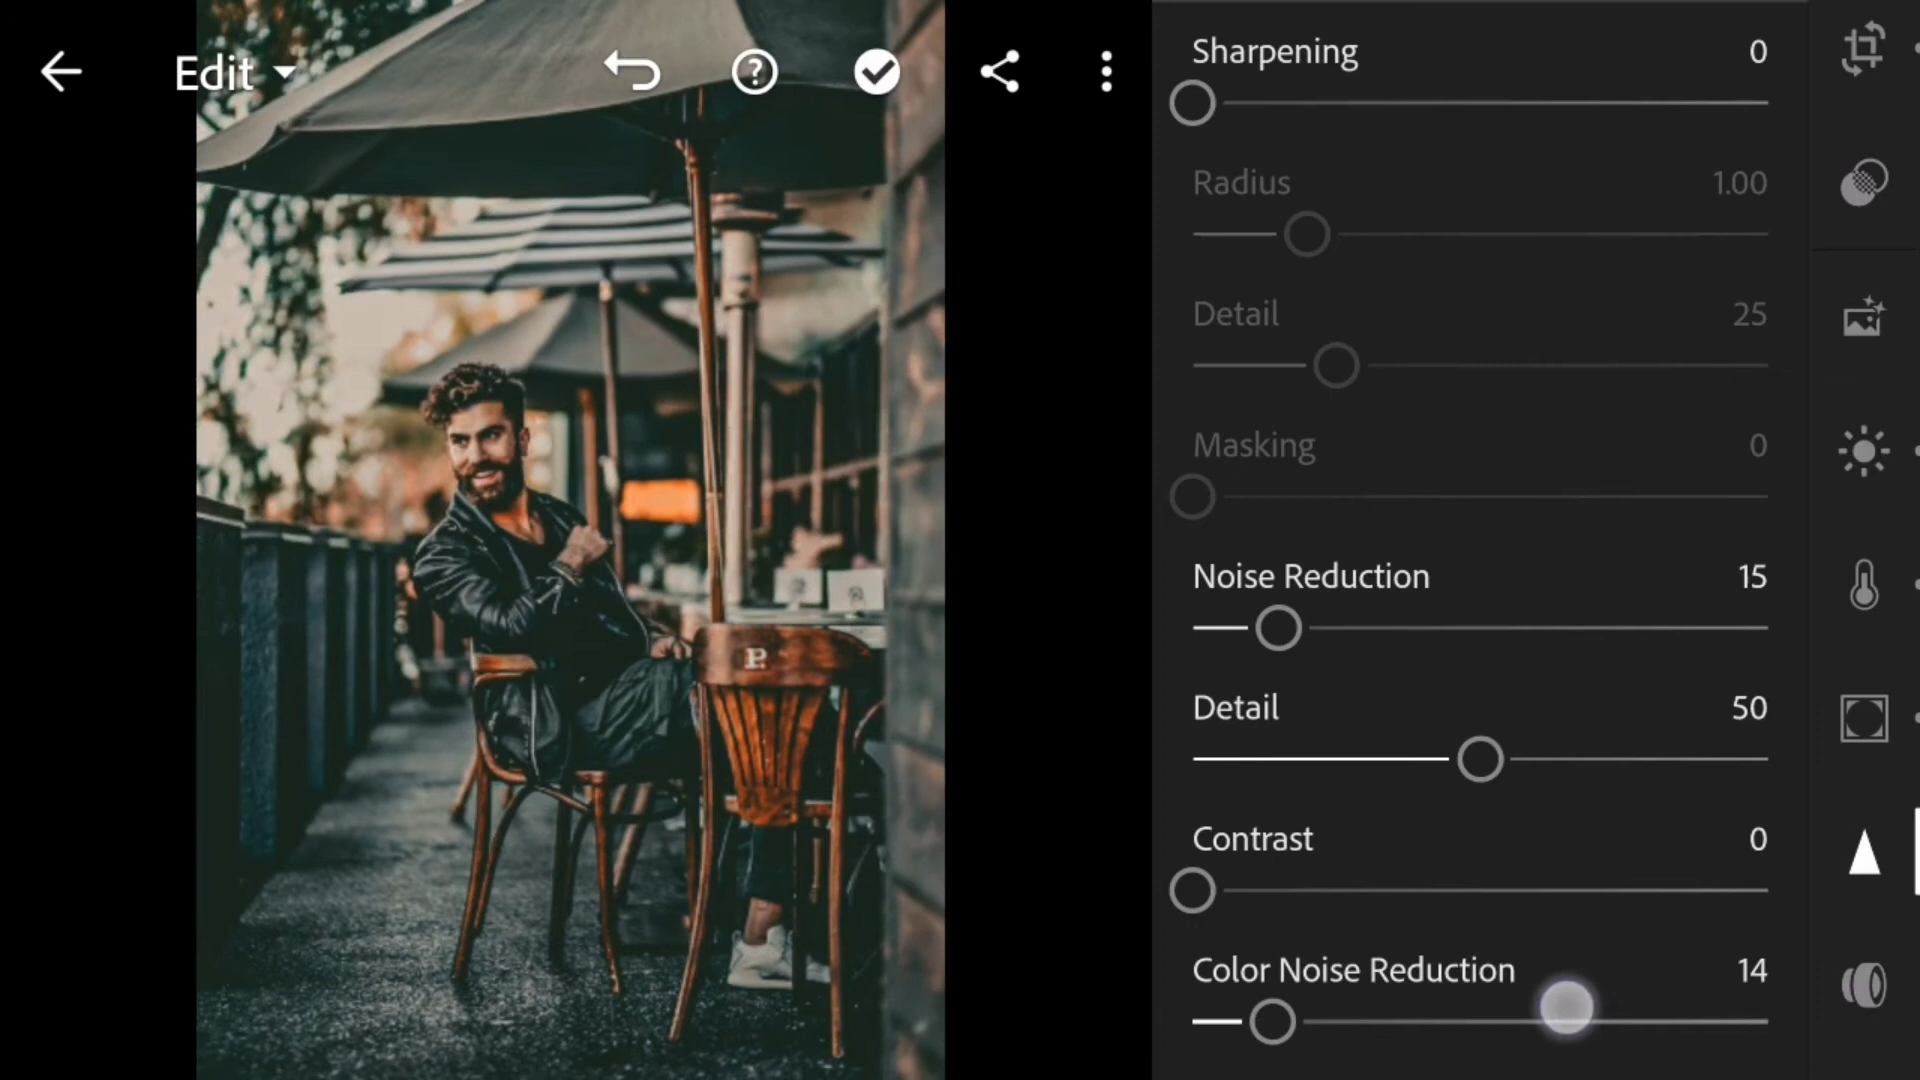 Edit
Sharpening 0
Radius 1.00
Detail 25
Masking 0
Noise Reduction 15
Detail 50
Contrast 0
Color Noise Reduction 14
P